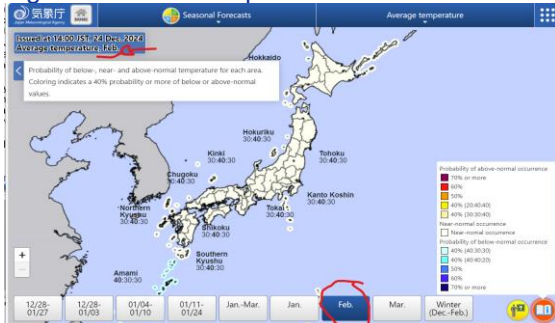 気象庁
Japan Meteorological Agency
HOME
Seasonal Forecasts
Average temperature
Issued at 14:00 JST, 24 Dec. 2024
Average temperature, Feb.
Probability of below-, near- and above-normal temperature for each area.
Coloring indicates a 40% probability or more of below or above-normal
values.
Hokkaido
Hokuriku
30:40:30
Tohoku
30:40:30
Kinki
30:40:30
Chugoku
30:40:30
Kanto Koshin
30:40:30
Tokai
30:40:30
Northern
Kyushu
30:40:30
Shikoku
30:40:30
Southern
Kyushu
30:40:30
Amami
40:30:30
Probability of above-normal occurrence
70% or more
60%
50%
40% (20:40:40)
40% (30:30:40)
Near-normal occurrence
Near-normal occurrence
Probability of below-normal occurrence
40% (40:30:30)
40% (40:40:20)
50%
60%
70% or more
+
-
12/28-
01/27
12/28-
01/03
01/04-
01/10
01/11-
01/24
Jan.-Mar.
Jan.
Feb.
Mar.
Winter
(Dec.-Feb.)